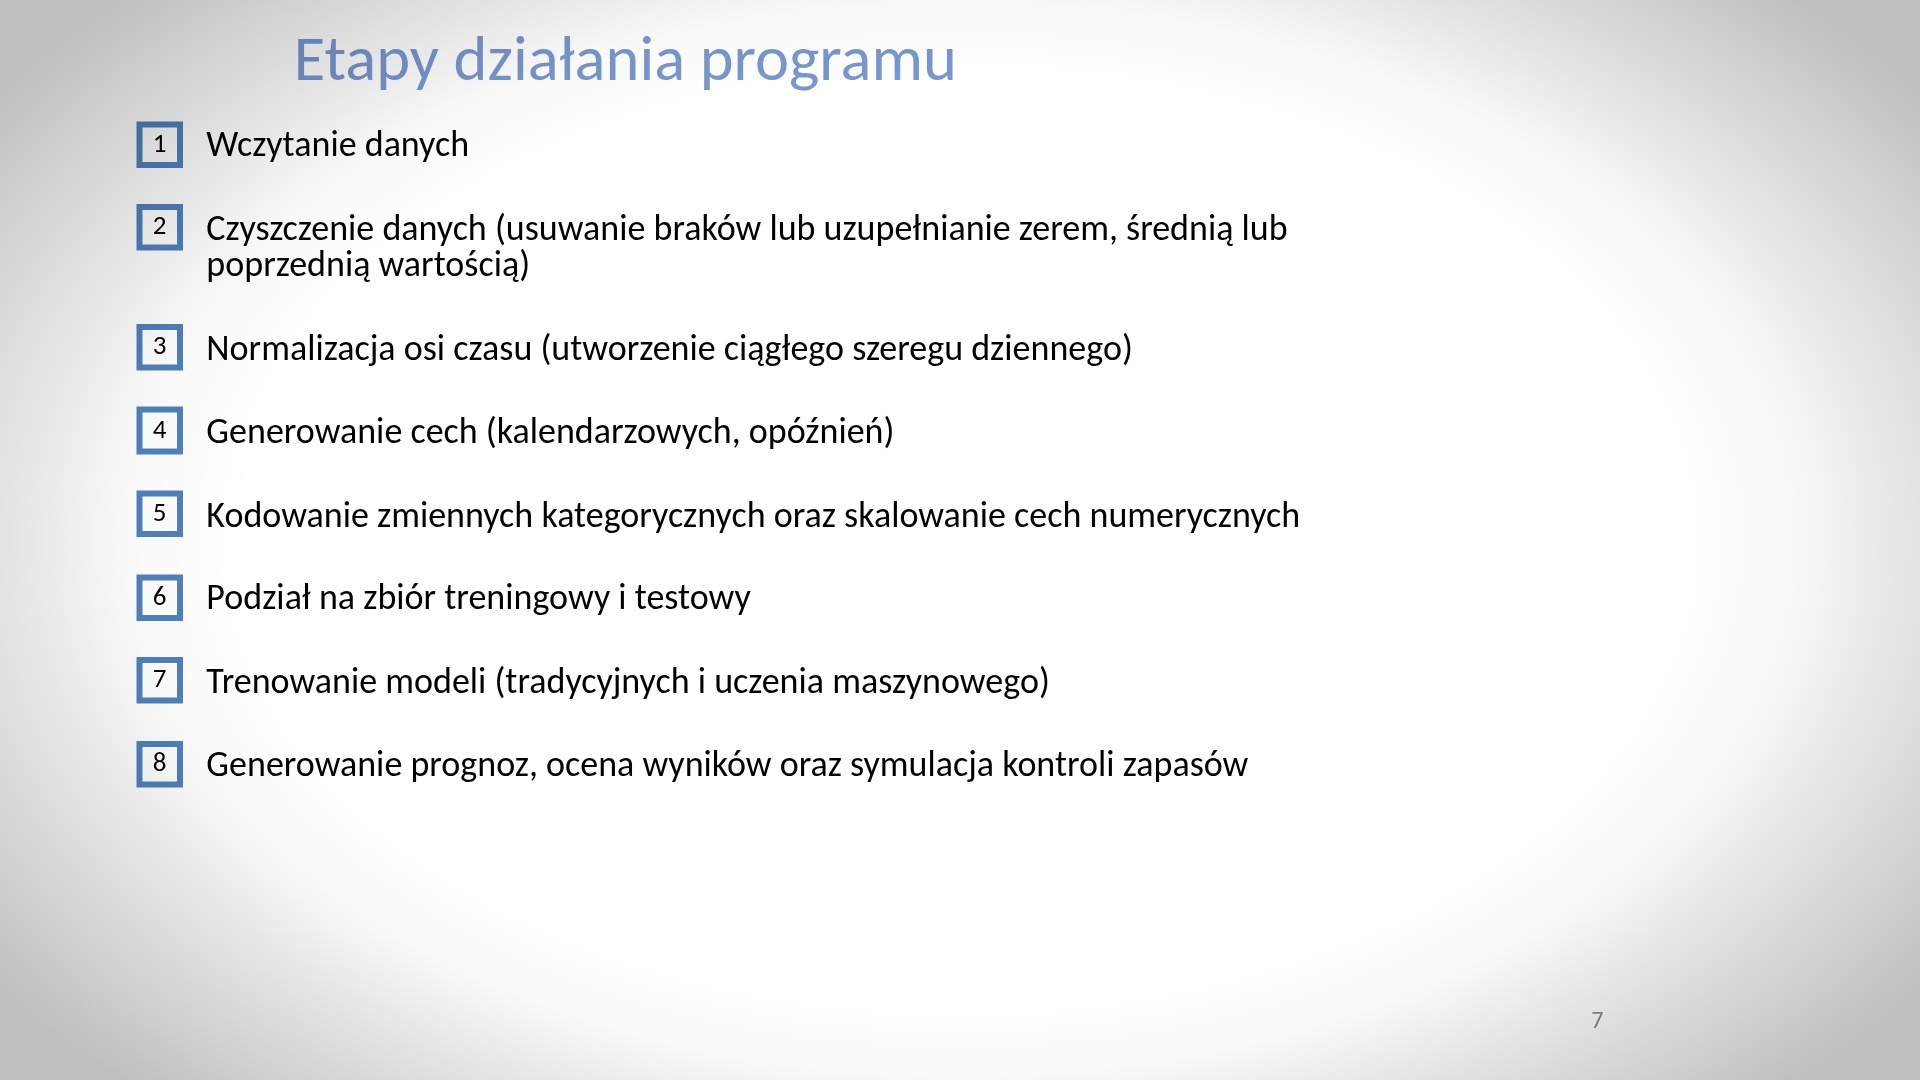 Etapy działania programu
1 Wczytanie danych
2 Czyszczenie danych (usuwanie braków lub uzupełnianie zerem, średnią lub
poprzednią wartością)
3 Normalizacja osi czasu (utworzenie ciągłego szeregu dziennego)
4 Generowanie cech (kalendarzowych, opóźnień)
5 Kodowanie zmiennych kategorycznych oraz skalowanie cech numerycznych
6 Podział na zbiór treningowy i testowy
7 Trenowanie modeli (tradycyjnych i uczenia maszynowego)
8 Generowanie prognoz, ocena wyników oraz symulacja kontroli zapasów
7